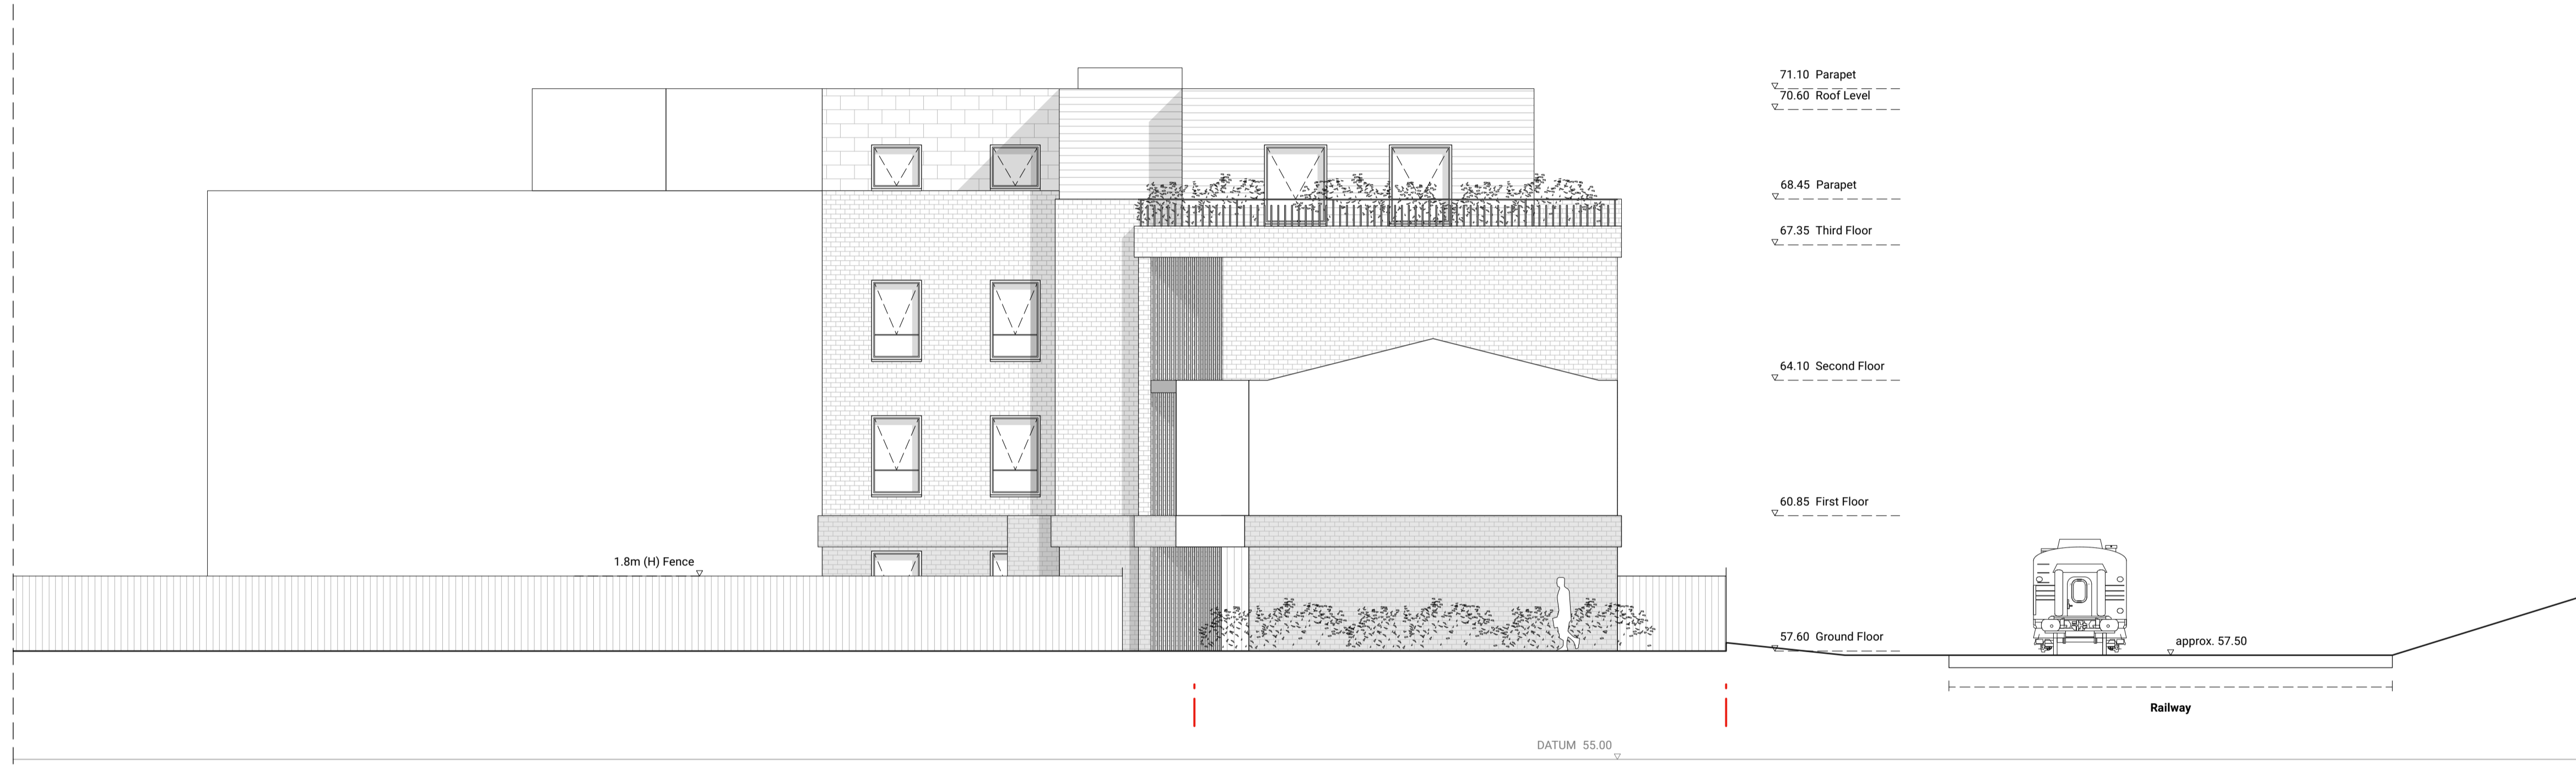 71.10 Parapet
70.60 Roof Level
68.45 Parapet
67.35 Third Floor
64.10 Second Floor
60.85 First Floor
1.8m (H) Fence
57.60 Ground Floor
approx. 57.50
Railway
DATUM 55.00